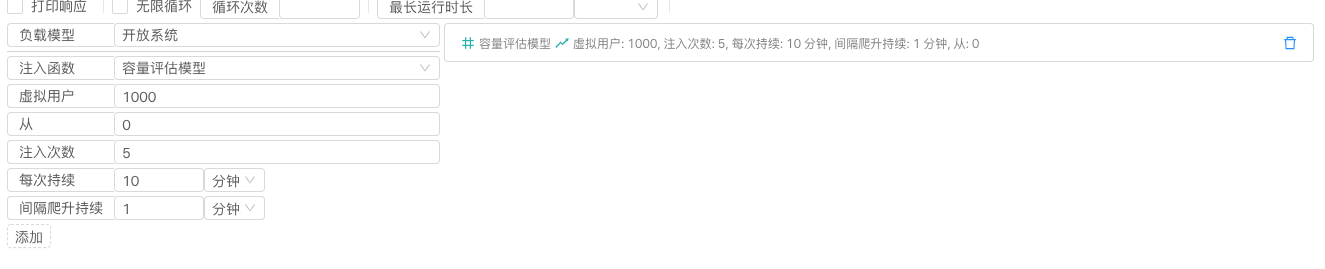 打印响应 无限循环 循环次数 最长运行时长
负载模型 开放系统
容量评估模型 虚拟用户: 1000, 注入次数: 5, 每次持续: 10 分钟, 间隔爬升持续: 1 分钟, 从: 0
注入函数 容量评估模型
虚拟用户 1000
从 0
注入次数 5
每次持续 10 分钟
间隔爬升持续 1 分钟
添加